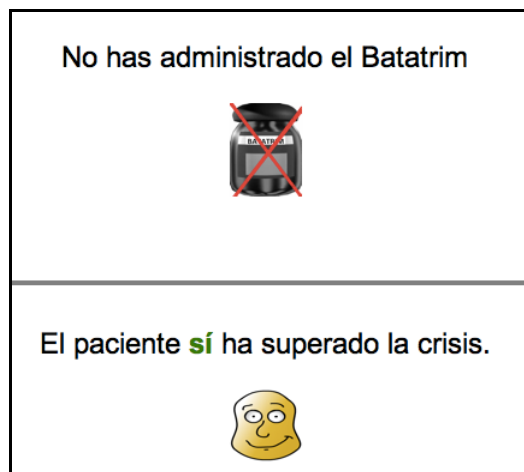 No has administrado el Batatrim
BATATRIM
El paciente sí ha superado la crisis.